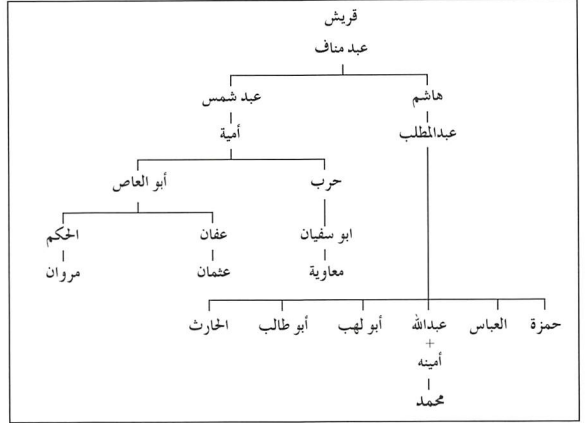 قريش
عبد مناف
هاشم
عبد شمس
عبدالمطلب
أمية
حرب
أبو العاص
ابو سفيان
عفان
الحكم
معاوية
عثمان
مروان
حمزة
العباس
عبدالله
أبو لهب
أبو طالب
الحارث
+
أمينه
محمد